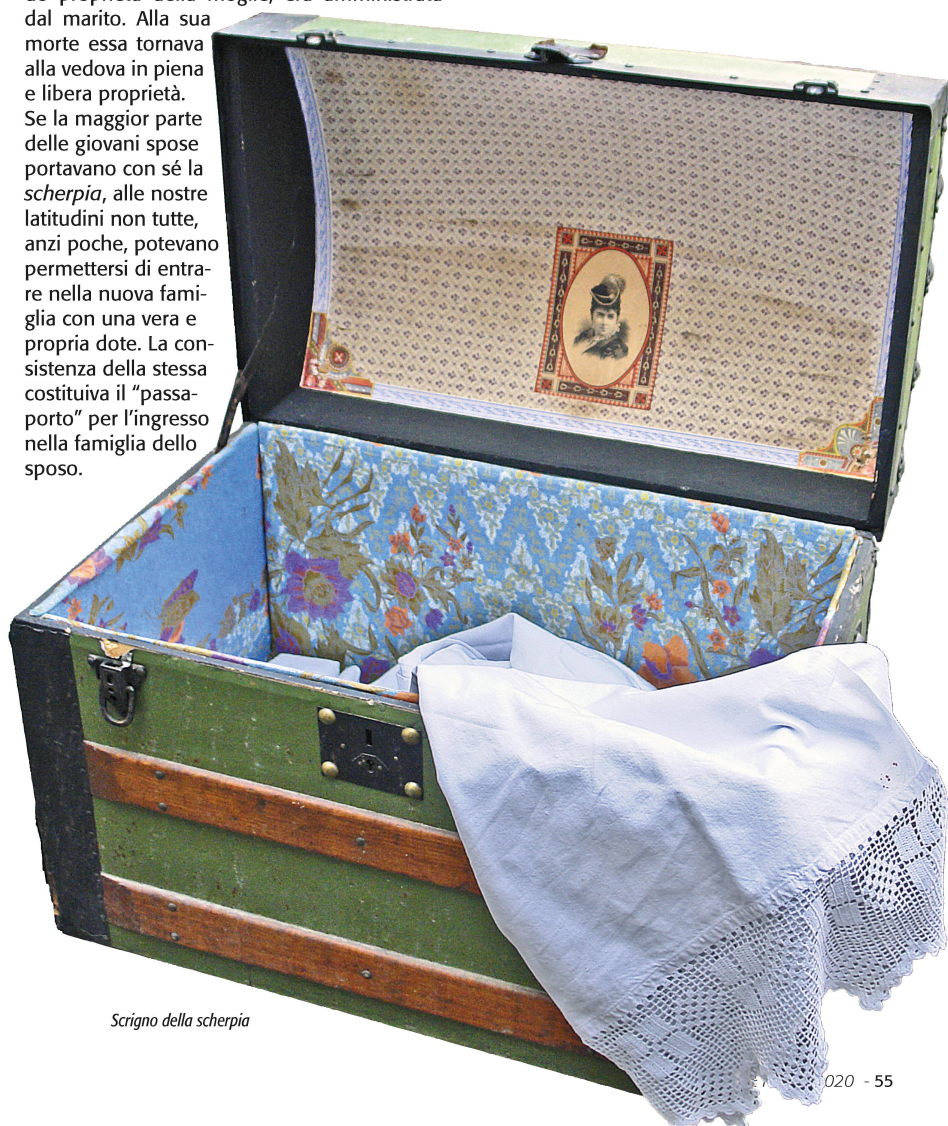 dal marito. Alla sua
morte essa tornava
alla vedova in piena
e libera proprietà.
Se la maggior parte
delle giovani spose
portavano con sé la
scherpia, alle nostre
latitudini non tutte,
anzi poche, potevano
permettersi di entra-
re nella nuova fami-
glia con una vera e
propria dote. La con-
sistenza della stessa
costituiva il “passa-
porto” per l’ingresso
nella famiglia dello
sposo.
Scrigno della scherpia
020 - 55